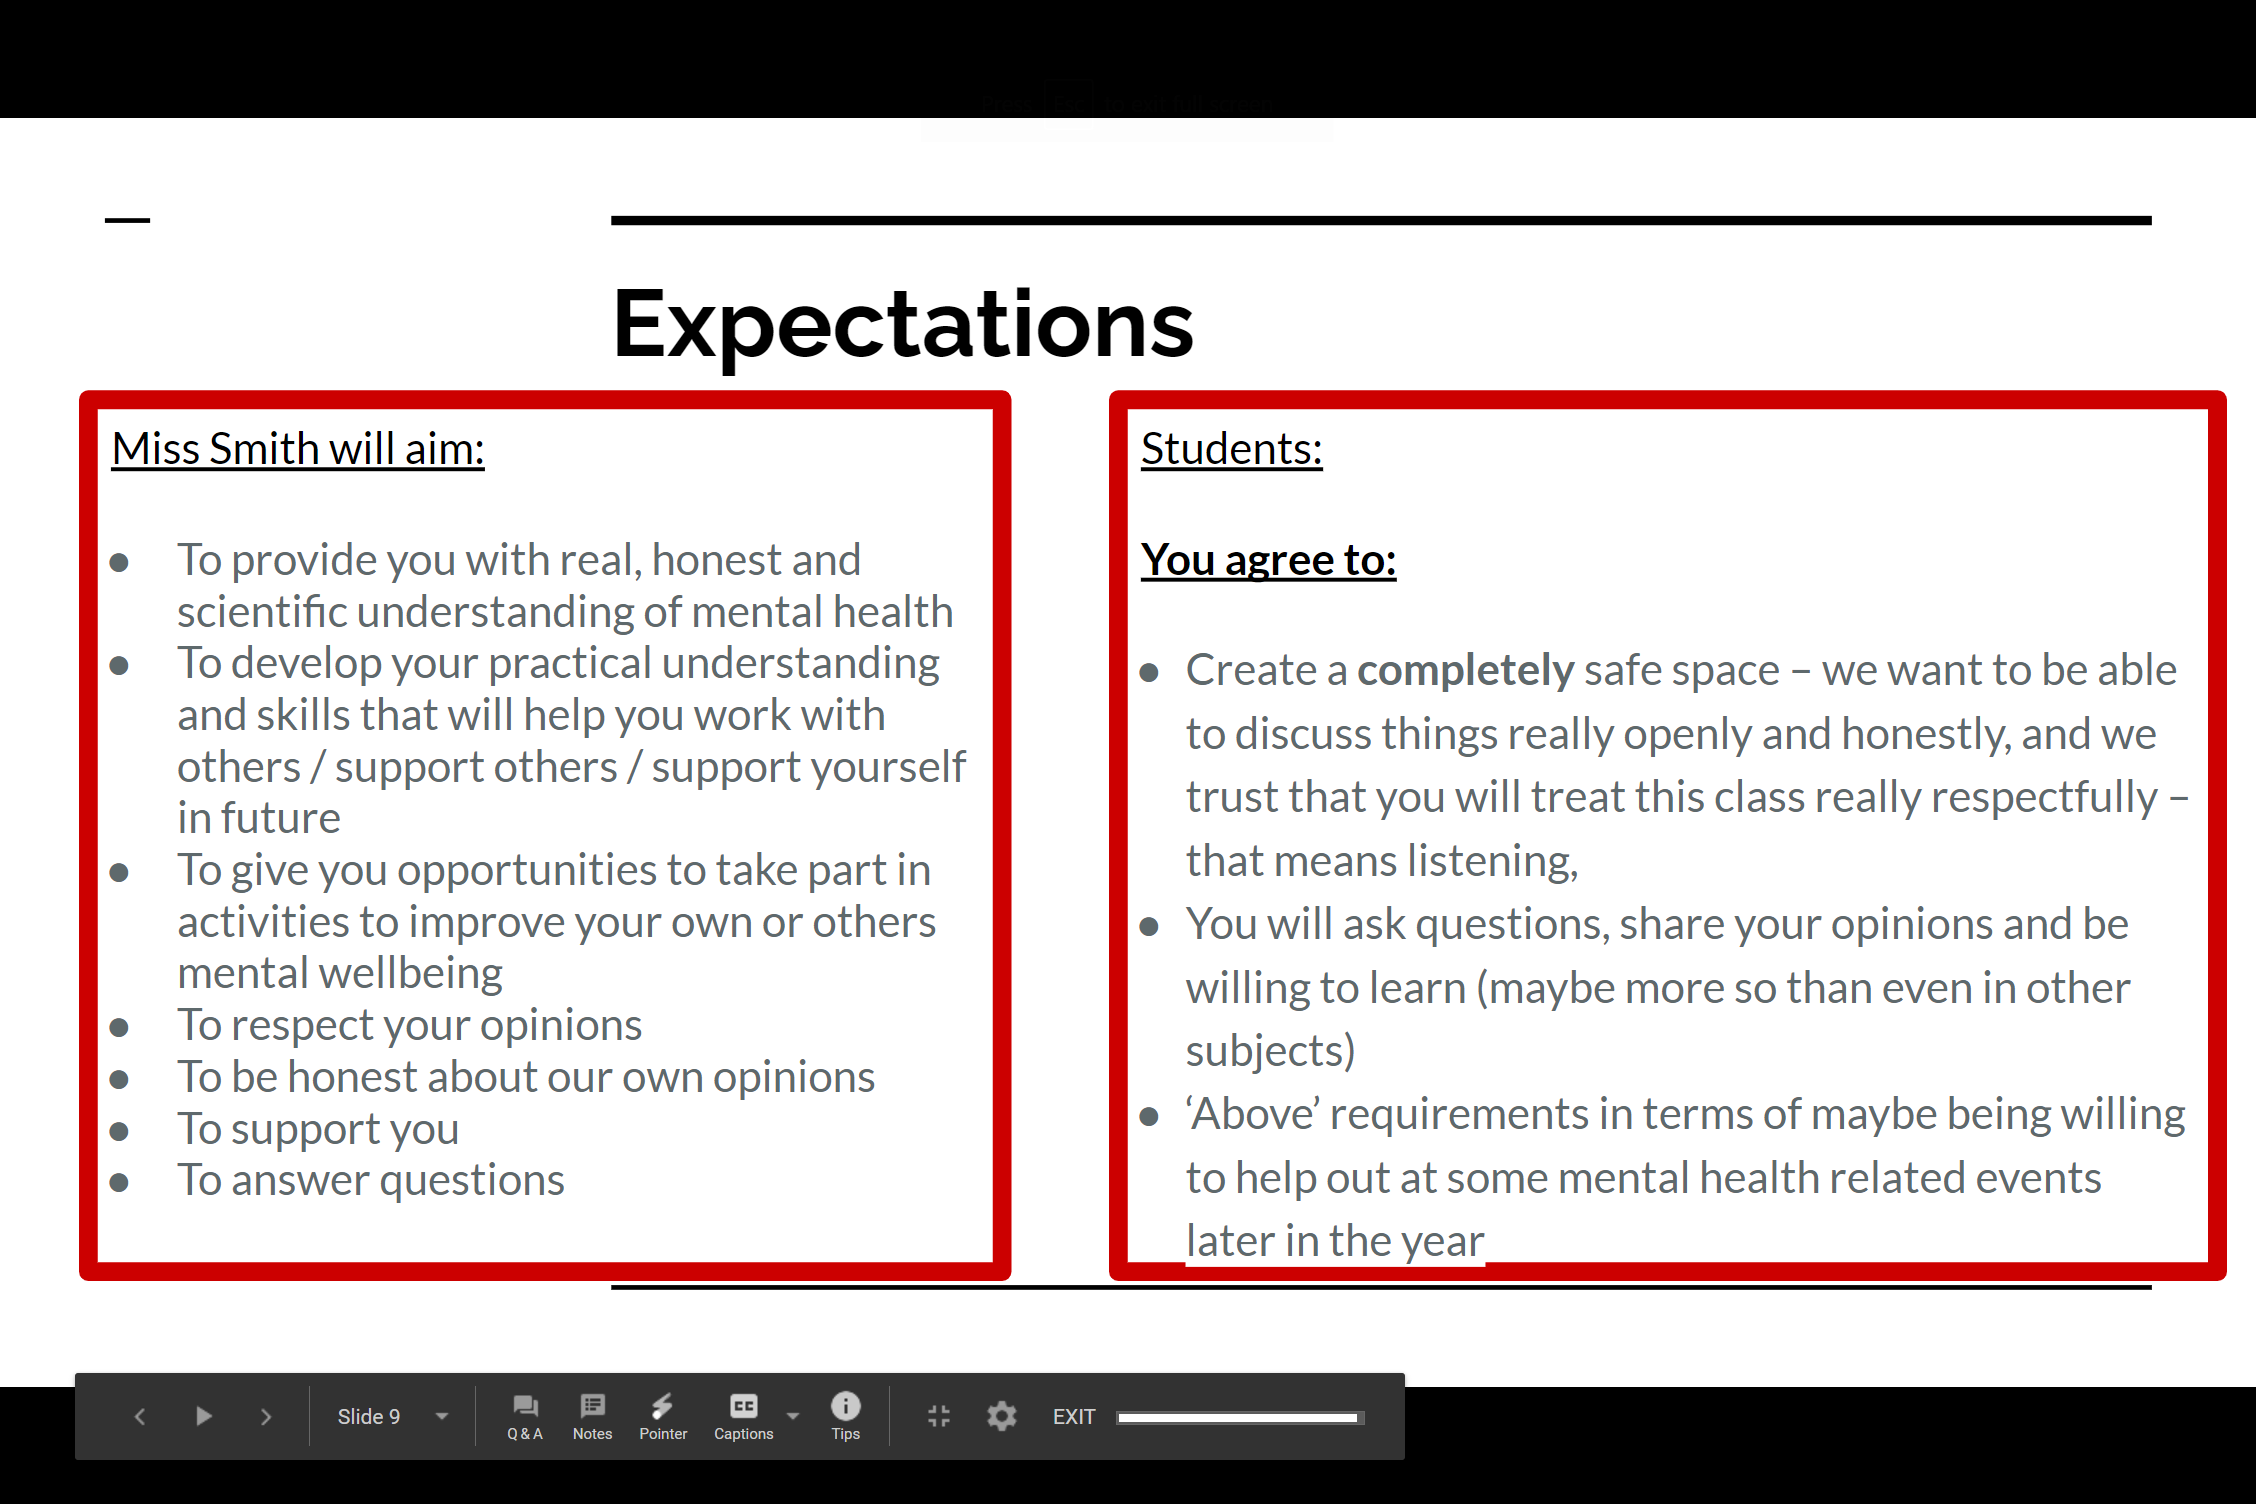 Press Esc to exit full screen
Expectations
Miss Smith will aim:
● To provide you with real, honest and
scientific understanding of mental health
● To develop your practical understanding
and skills that will help you work with
others / support others / support yourself
in future
● To give you opportunities to take part in
activities to improve your own or others
mental wellbeing
● To respect your opinions
● To be honest about our own opinions
● To support you
● To answer questions
Students:
You agree to:
● Create a completely safe space – we want to be able
to discuss things really openly and honestly, and we
trust that you will treat this class really respectfully –
that means listening,
● You will ask questions, share your opinions and be
willing to learn (maybe more so than even in other
subjects)
● ‘Above’ requirements in terms of maybe being willing
to help out at some mental health related events
later in the year
Slide 9
Q & A
Notes
Pointer
CC
Captions
Tips
EXIT